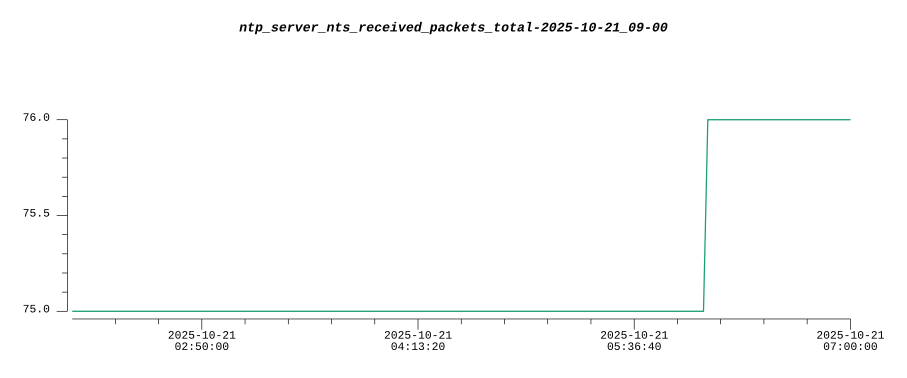 ntp_server_nts_received_packets_total-2025-10-21_09-00
76.0
75.5
75.0
2025-10-21 2025-10-21 2025-10-21 2025-10-21
02:50:00 04:13:20 05:36:40 07:00:00